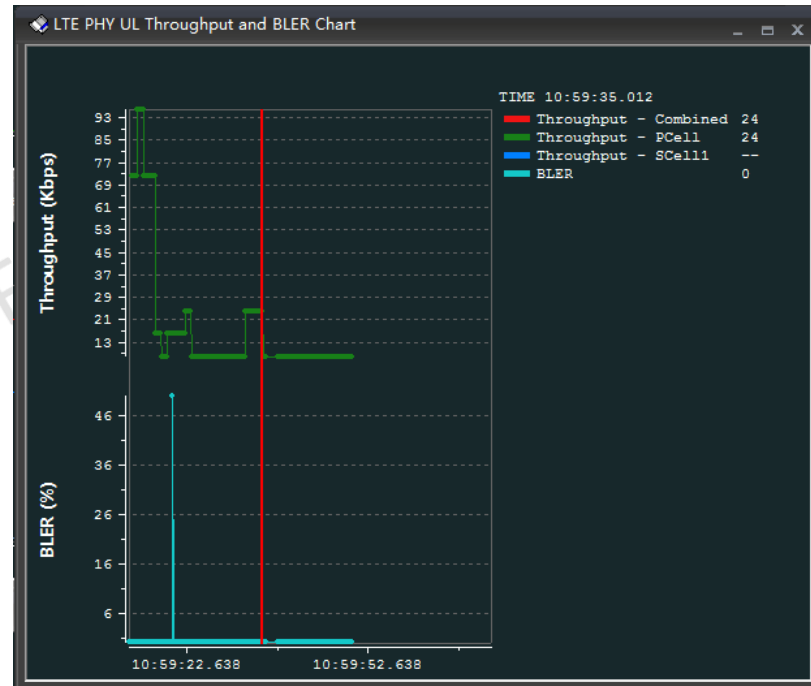 LTE PHY UL Throughput and BLER Chart
TIME 10:59:35.012
Throughput - Combined 24
Throughput - PCell 24
Throughput - SCell1 --
BLER 0
Throughput (Kbps)
93
85
77
69
61
53
45
37
29
21
13
BLER (%)
46
36
26
16
6
10:59:22.638 10:59:52.638